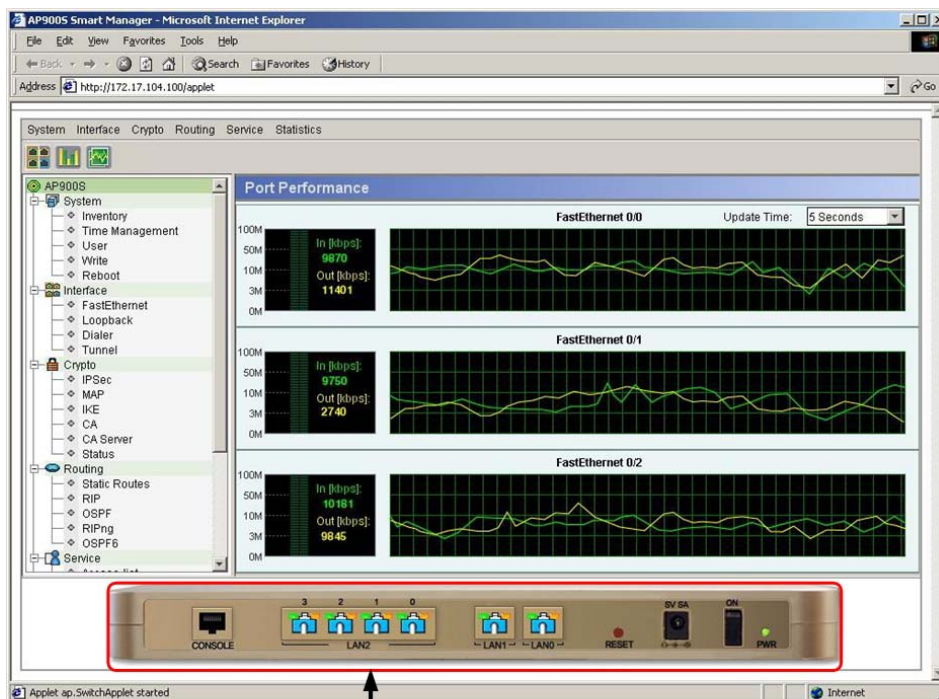 AP900S Smart Manager - Microsoft Internet Explorer
File Edit View Favorites Tools Help
Back Search Favorites History
Address http://172.17.104.100/applet Go
System Interface Crypto Routing Service Statistics
AP900S
System
Inventory
Time Management
User
Write
Reboot
Interface
FastEthernet
Loopback
Dialer
Tunnel
Crypto
IPSec
MAP
IKE
CA
CA Server
Status
Routing
Static Routes
RIP
OSPF
RIPng
OSPF6
Service
Port Performance
FastEthernet 0/0 Update Time: 5 Seconds
100M
50M
10M
3M
0M
In [kbps]:
9870
Out [kbps]:
11401
FastEthernet 0/1
100M
50M
10M
3M
0M
In [kbps]:
9750
Out [kbps]:
2740
FastEthernet 0/2
100M
50M
10M
3M
0M
In [kbps]:
10181
Out [kbps]:
9845
3 2 1 0 5V 5A ON
CONSOLE LAN2 LAN1 LAN0 RESET PWR
Applet ap.SwitchApplet started Internet